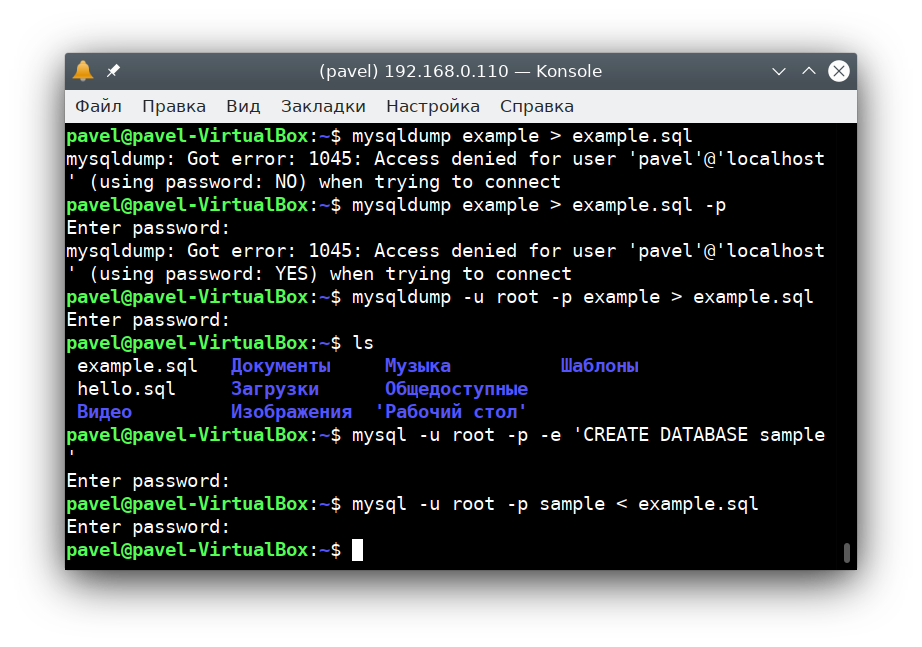 (pavel) 192.168.0.110 — Konsole
Файл Правка Вид Закладки Настройка Справка
pavel@pavel-VirtualBox:~$ mysqldump example > example.sql
mysqldump: Got error: 1045: Access denied for user 'pavel'@'localhost
' (using password: NO) when trying to connect
pavel@pavel-VirtualBox:~$ mysqldump example > example.sql -p
Enter password:
mysqldump: Got error: 1045: Access denied for user 'pavel'@'localhost
' (using password: YES) when trying to connect
pavel@pavel-VirtualBox:~$ mysqldump -u root -p example > example.sql
Enter password:
pavel@pavel-VirtualBox:~$ ls
example.sql Документы Музыка Шаблоны
hello.sql Загрузки Общедоступные
Видео Изображения 'Рабочий стол'
pavel@pavel-VirtualBox:~$ mysql -u root -p -e 'CREATE DATABASE sample
'
Enter password:
pavel@pavel-VirtualBox:~$ mysql -u root -p sample < example.sql
Enter password:
pavel@pavel-VirtualBox:~$